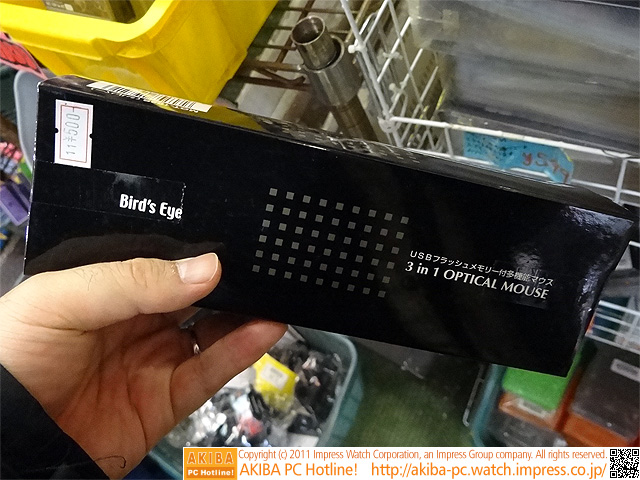 ¥500
Bird's Eye
USBフラッシュメモリー付多機能マウス
3 in 1 OPTICAL MOUSE
AKIBA
PC Hotline!
Copyright (c) 2011 Impress Watch Corporation, an Impress Group company. All rights reserved.
AKIBA PC Hotline! http://akiba-pc.watch.impress.co.jp/